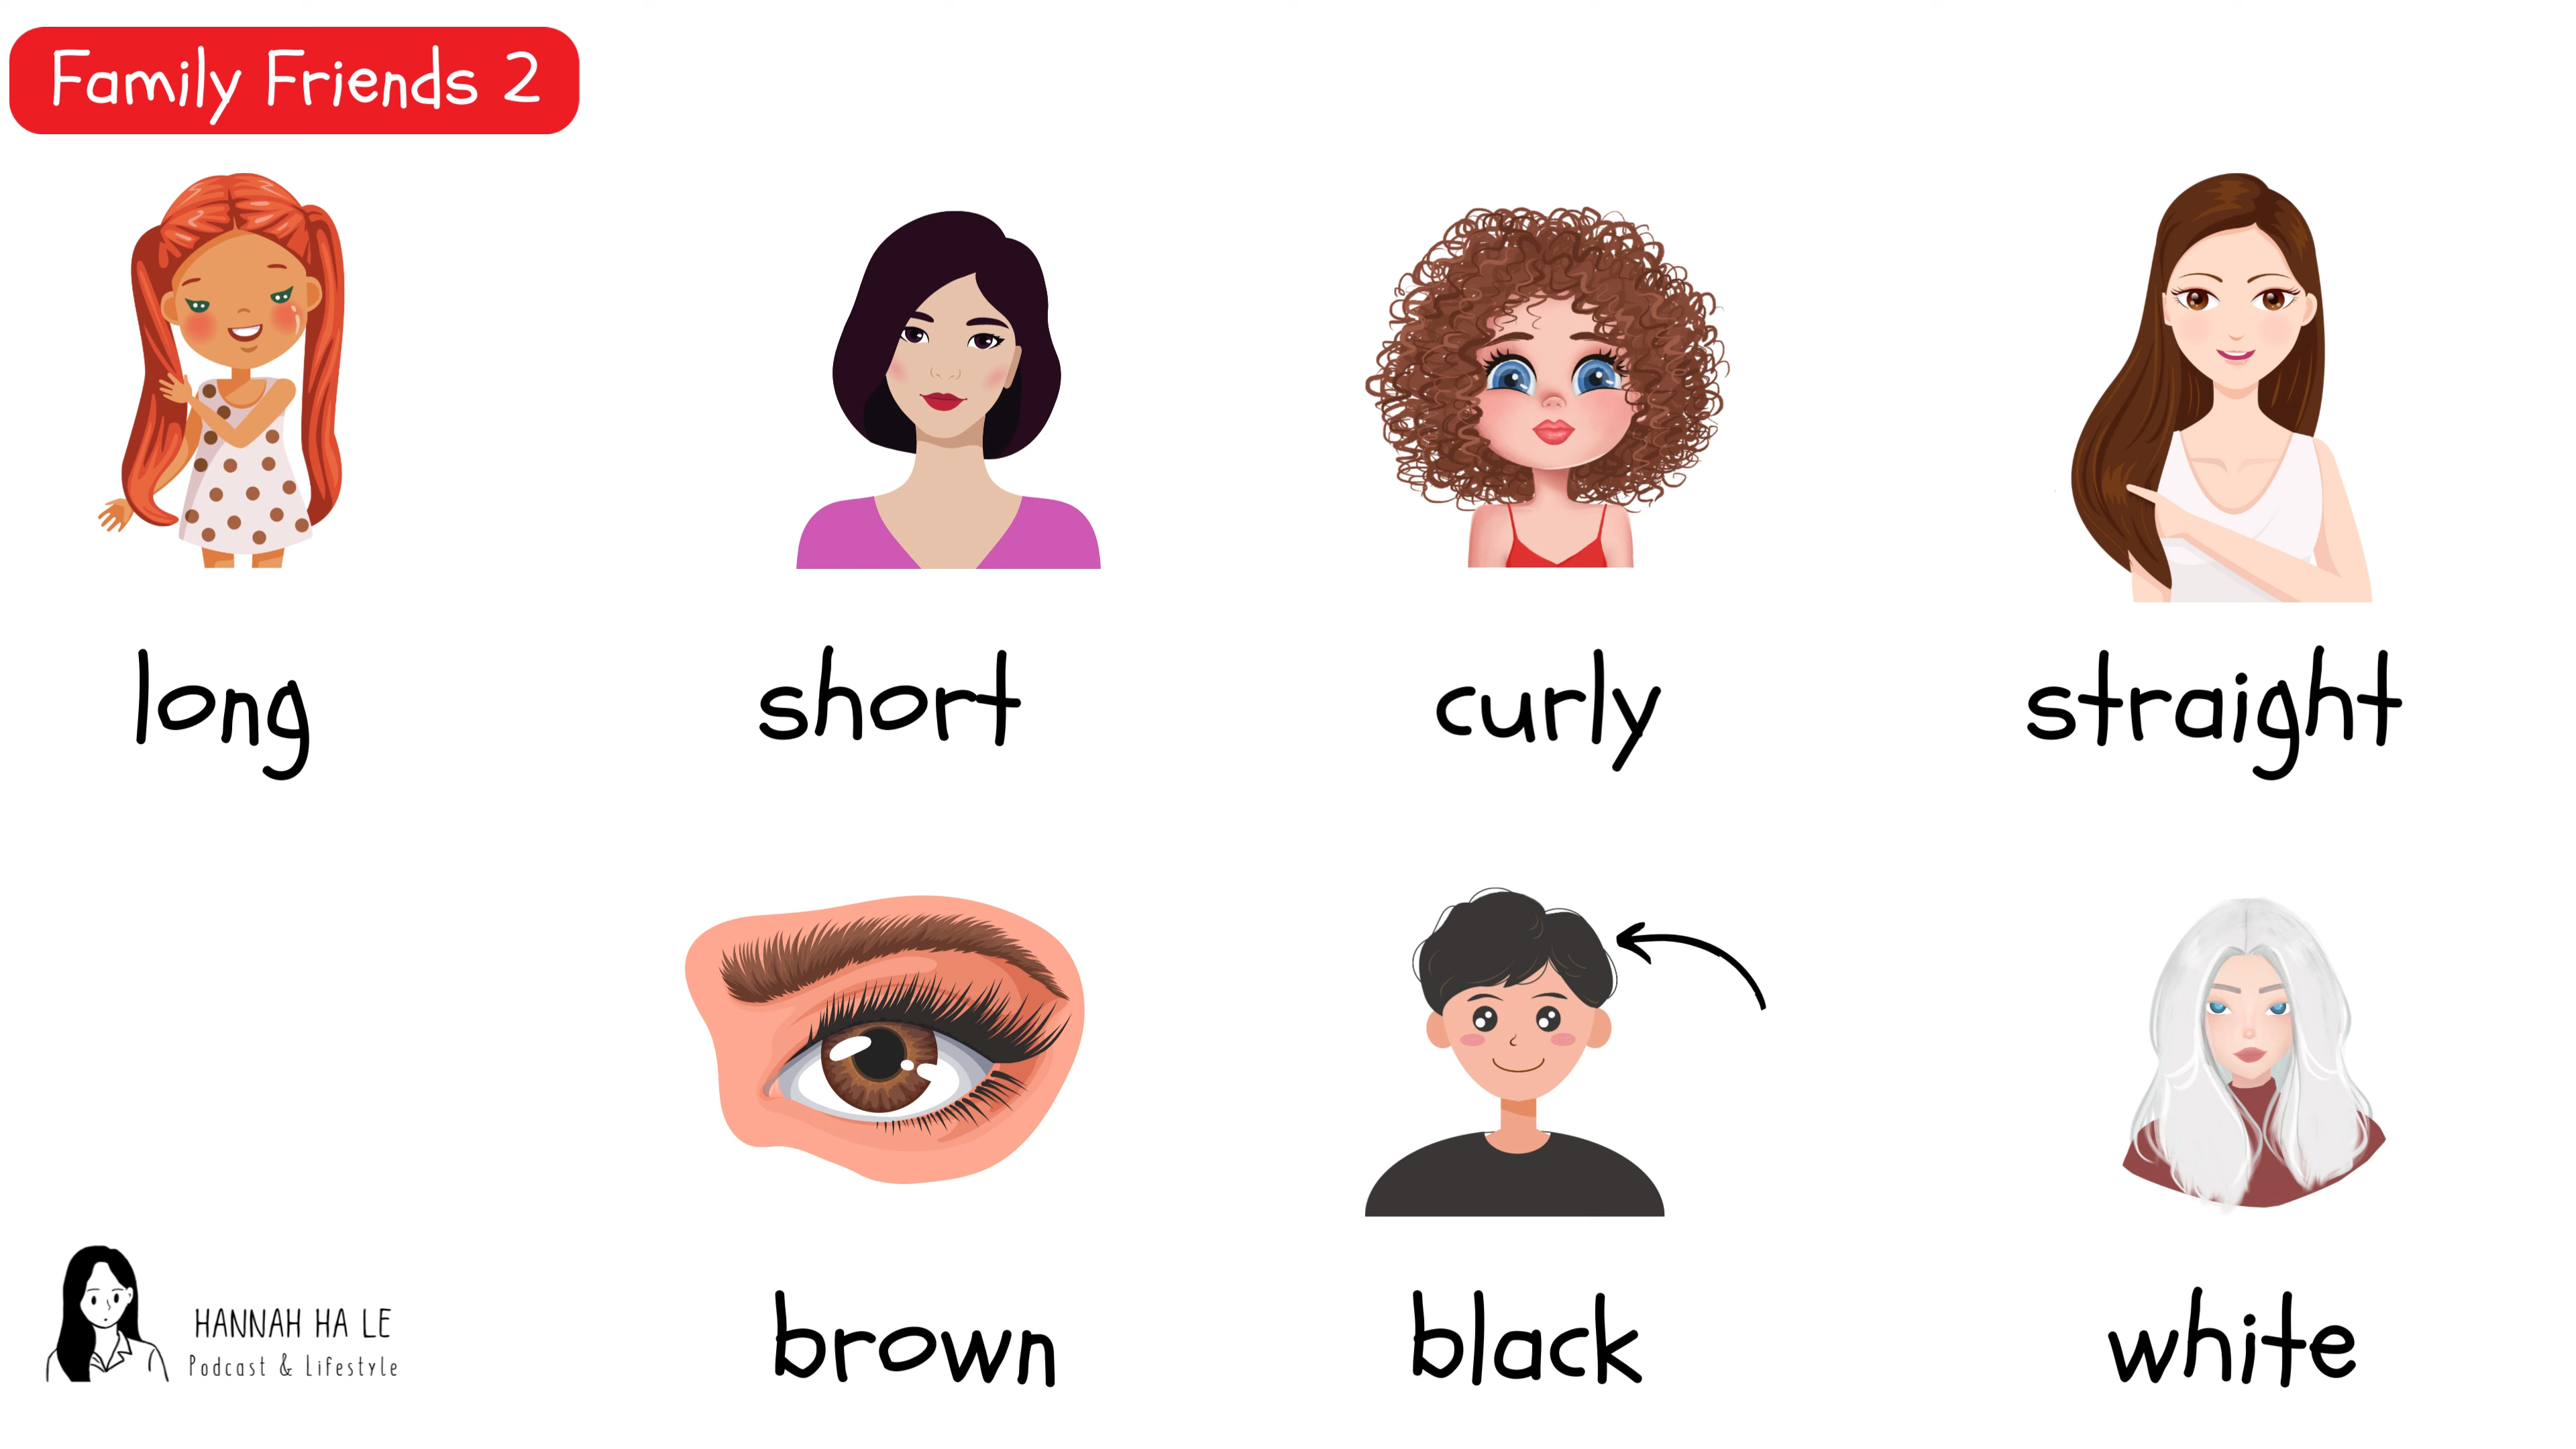 Family Friends 2
long
short
curly
straight
brown
black
white
HANNAH HA LE
Podcast & Lifestyle